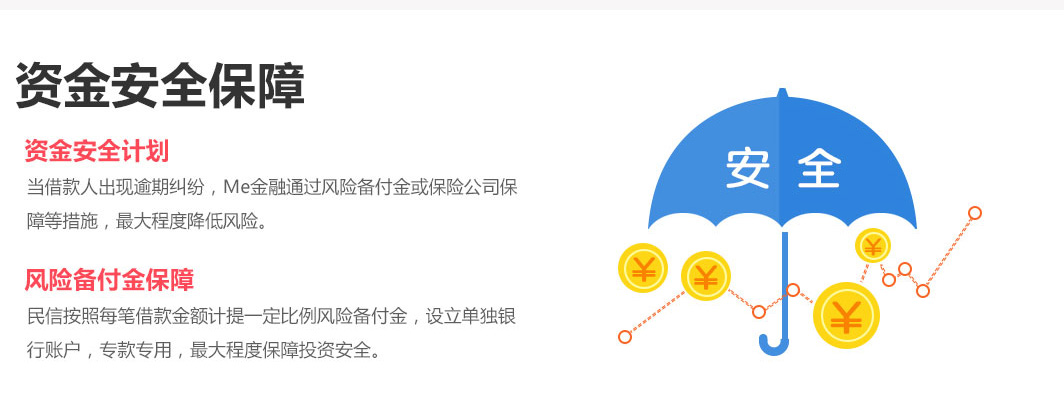 资金安全保障
资金安全计划
当借款人出现逾期纠纷，Me金融通过风险备付金或保险公司保
障等措施，最大程度降低风险。
风险备付金保障
民信按照每笔借款金额计提一定比例风险备付金，设立单独银
行账户，专款专用，最大程度保障投资安全。
安 全
¥
¥
¥
¥